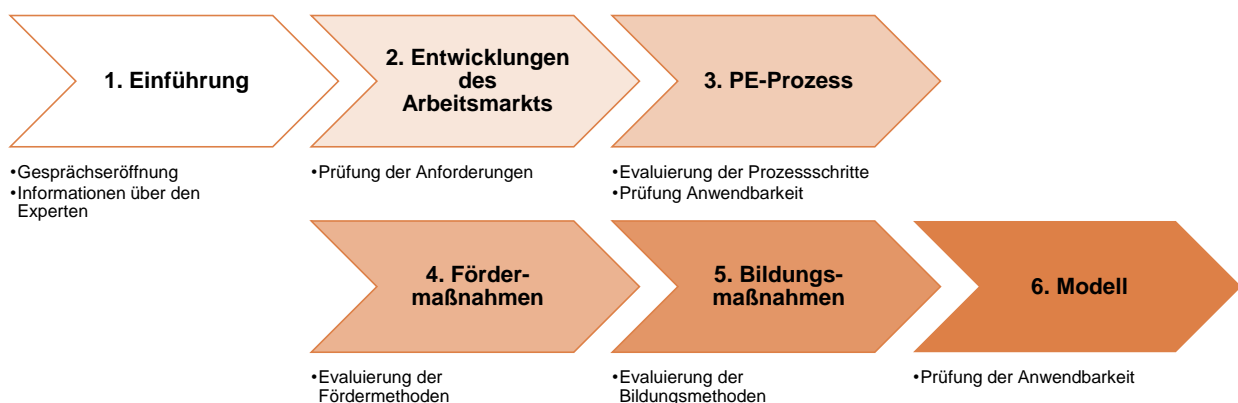 1. Einführung
2. Entwicklungen
des
Arbeitsmarkts
3. PE-Prozess
•Gesprächseröffnung
•Informationen über den
Experten
•Prüfung der Anforderungen
•Evaluierung der Prozessschritte
•Prüfung Anwendbarkeit
4. Förder-
maßnahmen
5. Bildungs-
maßnahmen
6. Modell
•Evaluierung der
Fördermethoden
•Evaluierung der
Bildungsmethoden
•Prüfung der Anwendbarkeit